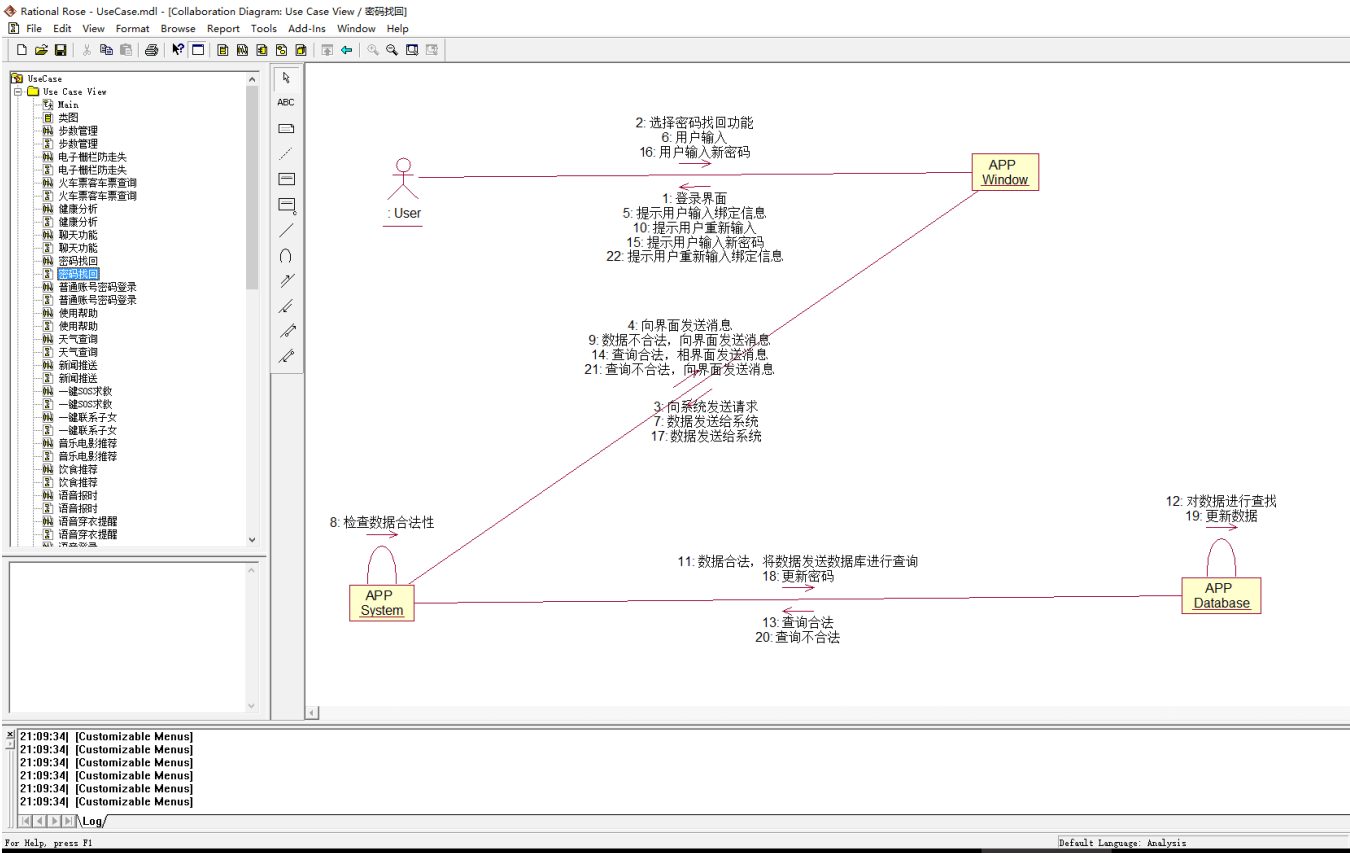 Rational Rose - UseCase.mdl - [Collaboration Diagram: Use Case View / 密码找回]
File Edit View Format Browse Report Tools Add-Ins Window Help
UseCase
Use Case View
Main
类图
步数管理
步数管理
电子栅栏防走失
电子栅栏防走失
火车票客车票查询
火车票客车票查询
健康分析
健康分析
聊天功能
聊天功能
密码找回
密码找回
普通账号密码登录
普通账号密码登录
使用帮助
使用帮助
天气查询
天气查询
新闻推送
新闻推送
一键SOS求救
一键SOS求救
一键联系子女
一键联系子女
音乐电影推荐
音乐电影推荐
饮食推荐
饮食推荐
语音报时
语音报时
语音穿衣提醒
语音穿衣提醒
ABC
2: 选择密码找回功能
6: 用户输入
16: 用户输入新密码
: User
APP
Window
1: 登录界面
5: 提示用户输入绑定信息
10: 提示用户重新输入
15: 提示用户输入新密码
22: 提示用户重新输入绑定信息
4: 向界面发送消息
9: 数据不合法，向界面发送消息
14: 查询合法，相界面发送消息
21: 查询不合法，向界面发送消息
3: 向系统发送请求
7: 数据发送给系统
17: 数据发送给系统
8: 检查数据合法性
APP
System
11: 数据合法，将数据发送数据库进行查询
18: 更新密码
13: 查询合法
20: 查询不合法
12: 对数据进行查找
19: 更新数据
APP
Database
21:09:34| [Customizable Menus]
21:09:34| [Customizable Menus]
21:09:34| [Customizable Menus]
21:09:34| [Customizable Menus]
21:09:34| [Customizable Menus]
21:09:34| [Customizable Menus]
Log
For Help, press F1
Default Language: Analysis